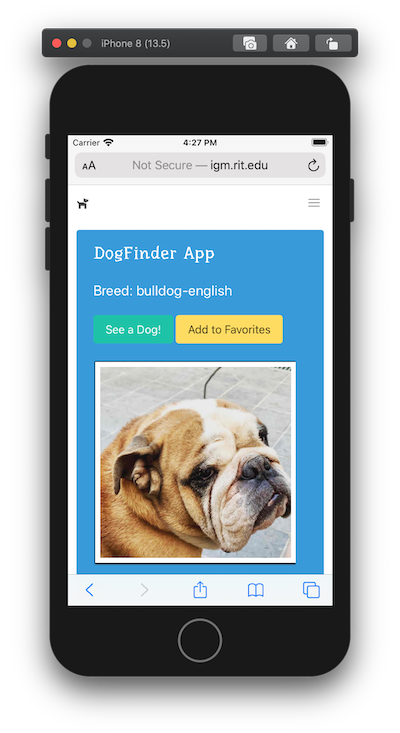 iPhone 8 (13.5)
Carrier 4:27 PM
AA Not Secure — igm.rit.edu
DogFinder App
Breed: bulldog-english
See a Dog! Add to Favorites